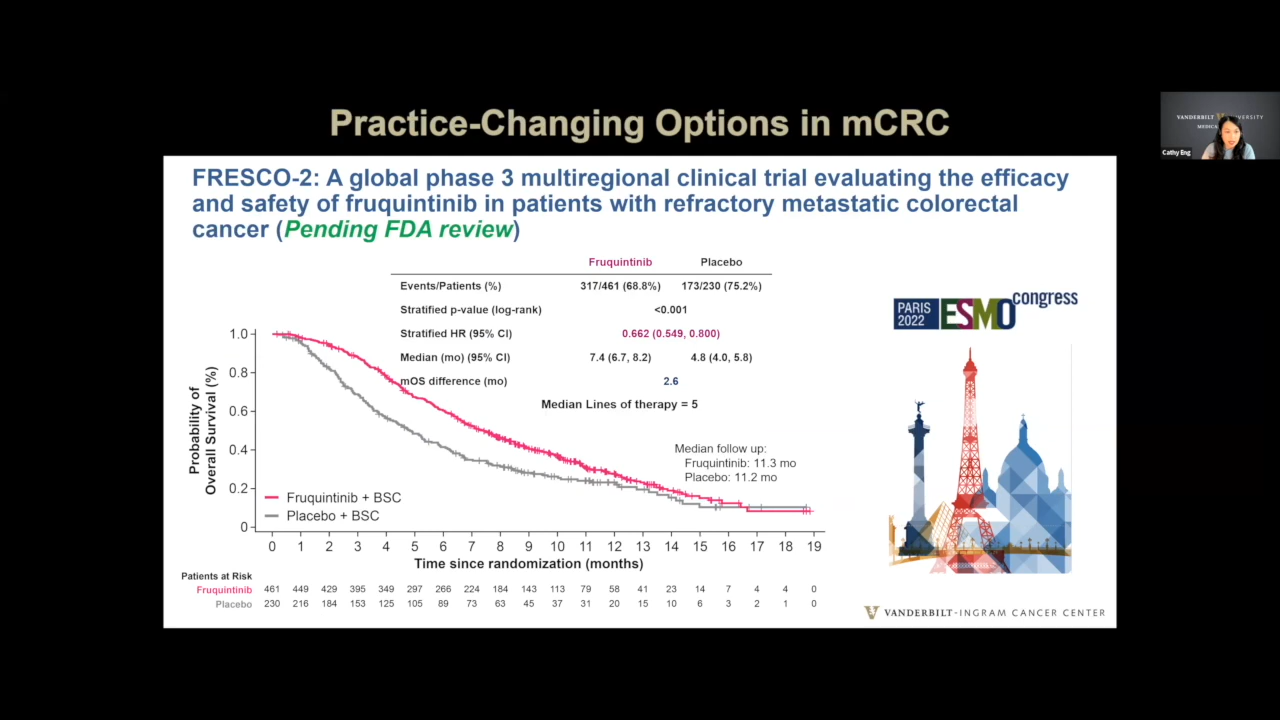 Practice-Changing Options in mCRC
VANDERBILT UNIVERSITY
MEDICA
Cathy Eng
FRESCO-2: A global phase 3 multiregional clinical trial evaluating the efficacy
and safety of fruquintinib in patients with refractory metastatic colorectal
cancer (Pending FDA review)
Fruquintinib Placebo
Events/Patients (%) 317/461 (68.8%) 173/230 (75.2%)
Stratified p-value (log-rank) <0.001
Stratified HR (95% CI) 0.662 (0.549, 0.800)
Median (mo) (95% CI) 7.4 (6.7, 8.2) 4.8 (4.0, 5.8)
mOS difference (mo) 2.6
Median Lines of therapy = 5
Median follow up:
Fruquintinib: 11.3 mo
Placebo: 11.2 mo
Probability of
Overall Survival (%)
1.0
0.8
0.6
0.4
0.2
0
Fruquintinib + BSC
Placebo + BSC
0 1 2 3 4 5 6 7 8 9 10 11 12 13 14 15 16 17 18 19
Time since randomization (months)
Patients at Risk
Fruquintinib 461 449 429 395 349 297 266 224 184 143 113 79 58 41 23 14 7 4 4 0
Placebo 230 216 184 153 125 105 89 73 63 45 37 31 20 15 10 6 3 2 1 0
PARIS
2022
ESMO congress
VANDERBILT-INGRAM CANCER CENTER